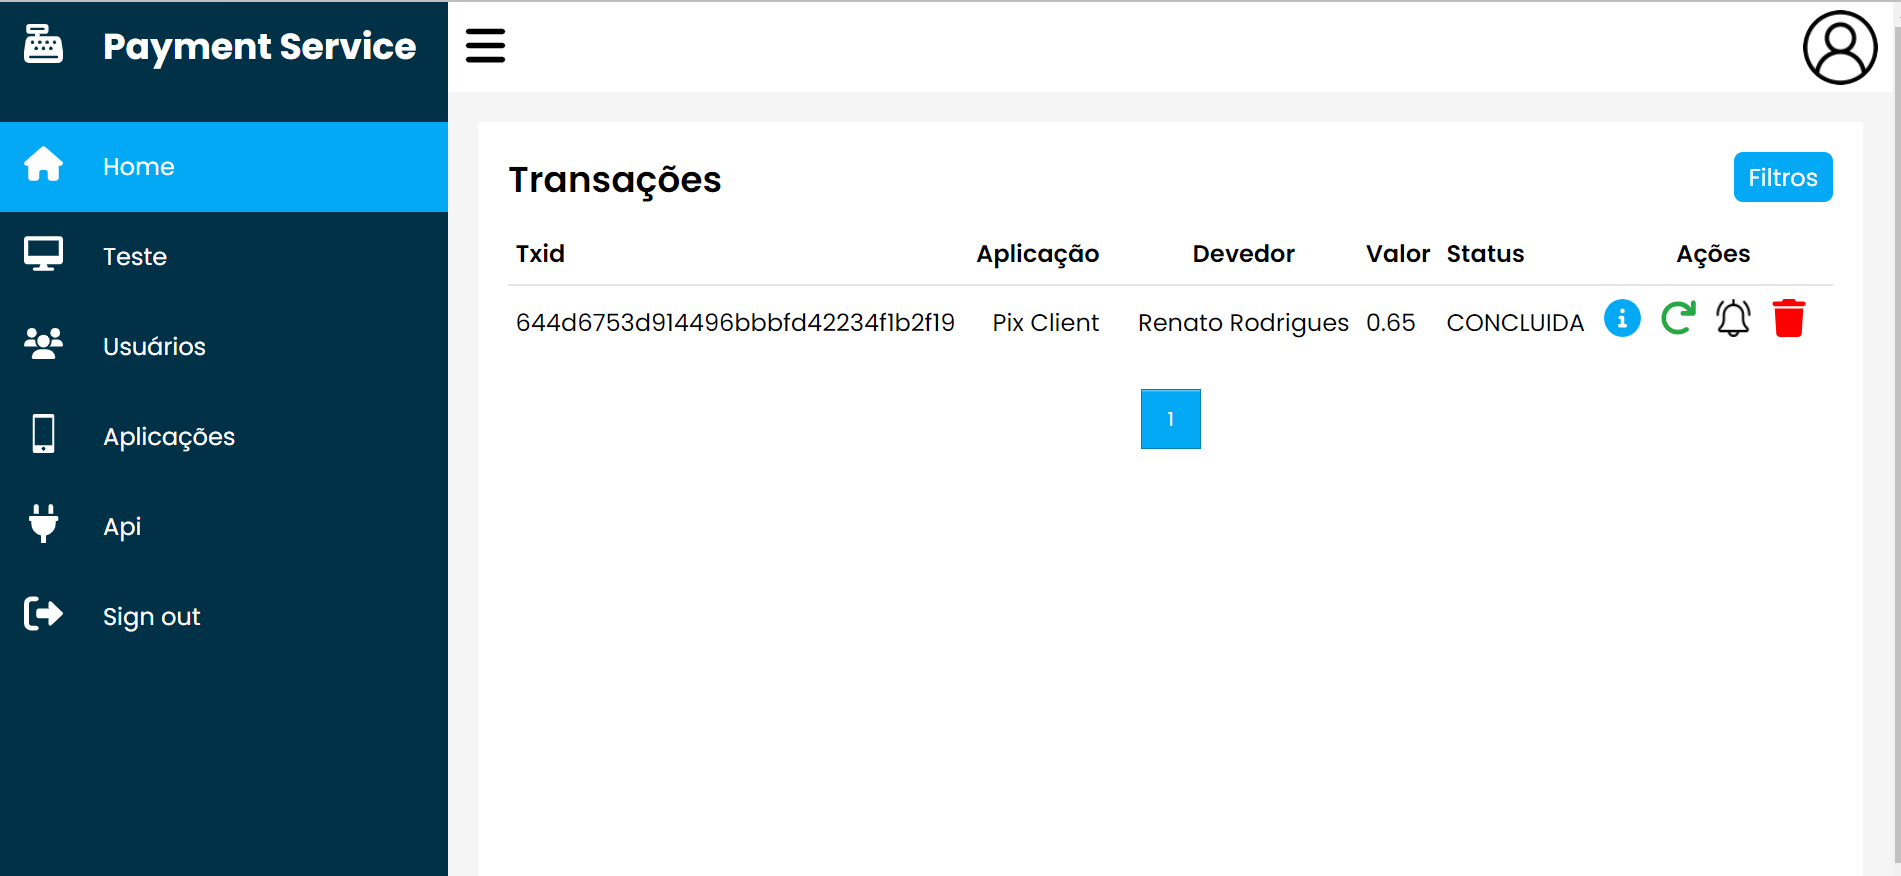 Payment Service
Home
Teste
Usuários
Aplicações
Api
Sign out
Transações
Filtros
Txid Aplicação Devedor Valor Status Ações
644d6753d914496bbbfd42234f1b2f19 Pix Client Renato Rodrigues 0.65 CONCLUIDA
1